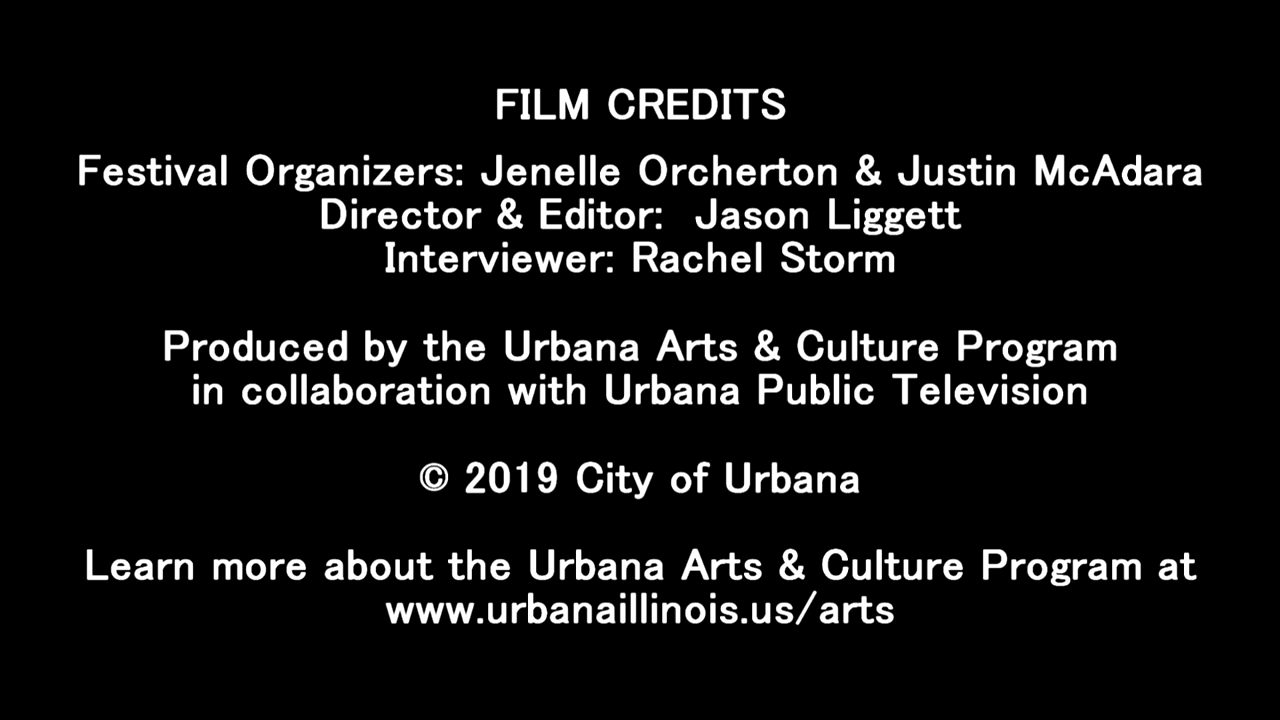 FILM CREDITS
Festival Organizers: Jenelle Orcherton & Justin McAdara
Director & Editor:  Jason Liggett
Interviewer: Rachel Storm
Produced by the Urbana Arts & Culture Program
in collaboration with Urbana Public Television
© 2019 City of Urbana
Learn more about the Urbana Arts & Culture Program at
www.urbanaillinois.us/arts